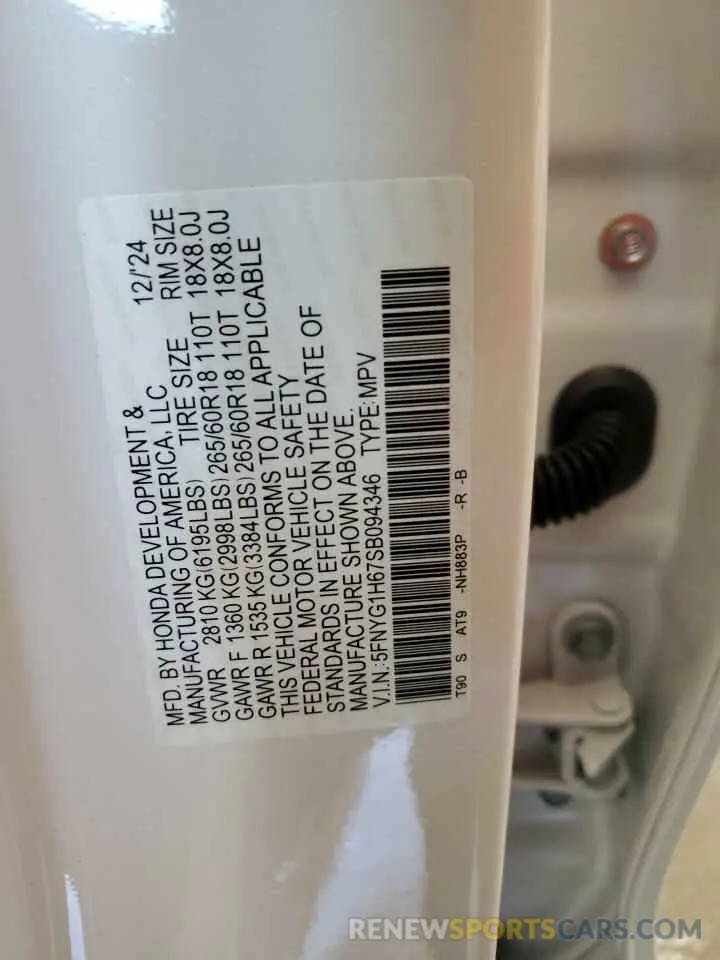 MFD. BY HONDA DEVELOPMENT & 12/'24
MANUFACTURING OF AMERICA, LLC
GVWR 2810 KG(6195LBS) TIRE SIZE RIM SIZE
GAWR F 1360 KG(2998LBS) 265/60R18 110T 18X8.0J
GAWR R 1535 KG(3384LBS) 265/60R18 110T 18X8.0J
THIS VEHICLE CONFORMS TO ALL APPLICABLE
FEDERAL MOTOR VEHICLE SAFETY
STANDARDS IN EFFECT ON THE DATE OF
MANUFACTURE SHOWN ABOVE.
V.I.N.:5FNYG1H67SB094346 TYPE:MPV
T90 S AT9 -NH883P -R -B
RENEWSPORTSCARS.COM